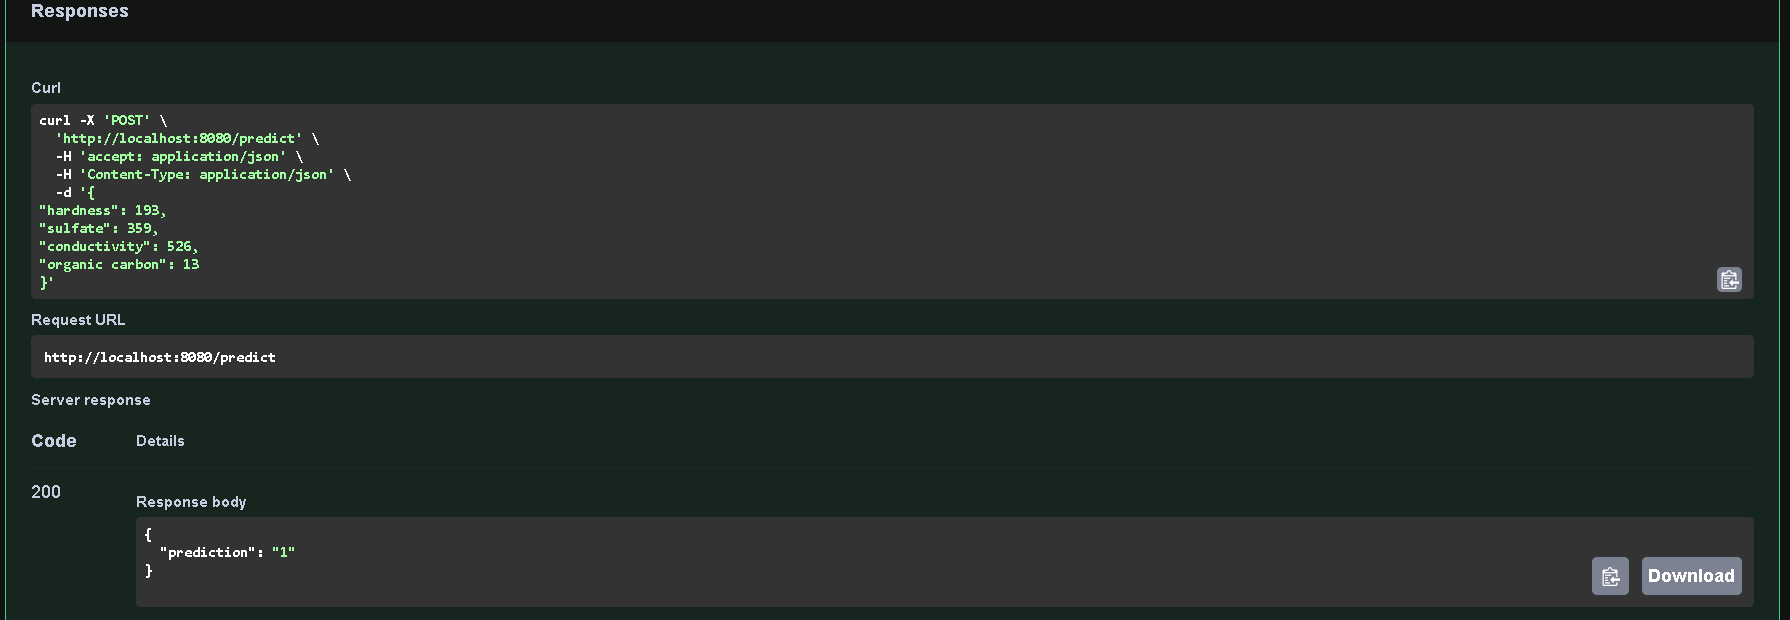 Responses
Curl
curl -X 'POST' \
  'http://localhost:8080/predict' \
  -H 'accept: application/json' \
  -H 'Content-Type: application/json' \
  -d '{
"hardness": 193,
"sulfate": 359,
"conductivity": 526,
"organic carbon": 13
}'
Request URL
http://localhost:8080/predict
Server response
Code Details
200
Response body
{
  "prediction": "1"
}
Download